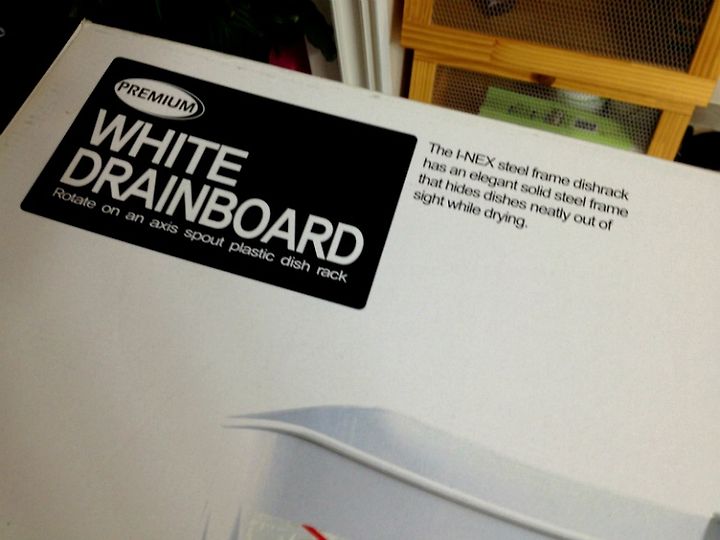 PREMIUM
WHITE
DRAINBOARD
Rotate on an axis spout plastic dish rack
The I-NEX steel frame dishrack
has an elegant solid steel frame
that hides dishes neatly out of
sight while drying.